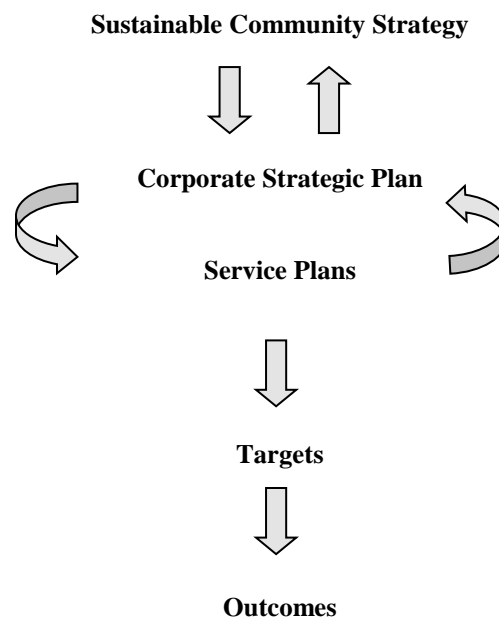 Sustainable Community Strategy
Corporate Strategic Plan
Service Plans
Targets
Outcomes